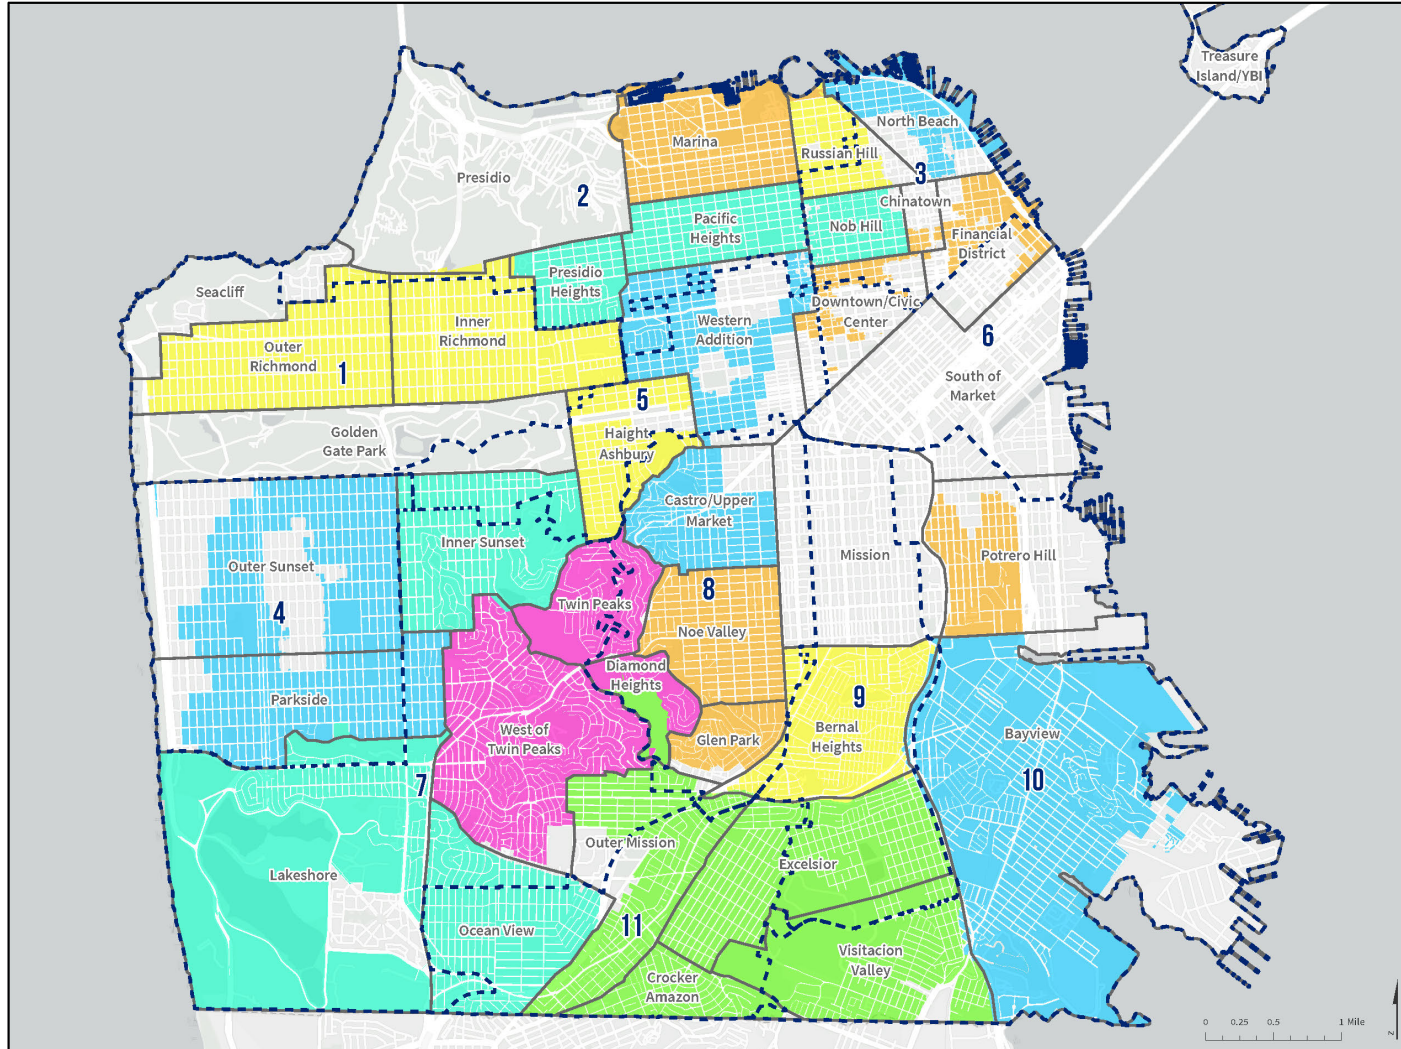 Treasure
Island/YBI
North Beach
Marina
Russian Hill
3
Presidio
2
Chinatown
Pacific
Heights
Nob Hill
Financial
District
Presidio
Heights
Seacliff
Downtown/Civic
Center
Inner
Richmond
Western
Addition
6
Outer
Richmond
1
South of
Market
5
Golden
Gate Park
Haight
Ashbury
Castro/Upper
Market
Inner Sunset
Mission
Potrero Hill
Outer Sunset
4
Twin Peaks
8
Noe Valley
Diamond
Heights
Parkside
9
West of
Twin Peaks
Glen Park
Bernal
Heights
Bayview
10
7
Outer Mission
Excelsior
Lakeshore
11
Ocean View
Visitacion
Valley
Crocker
Amazon
0 0.25 0.5 1 Mile
N